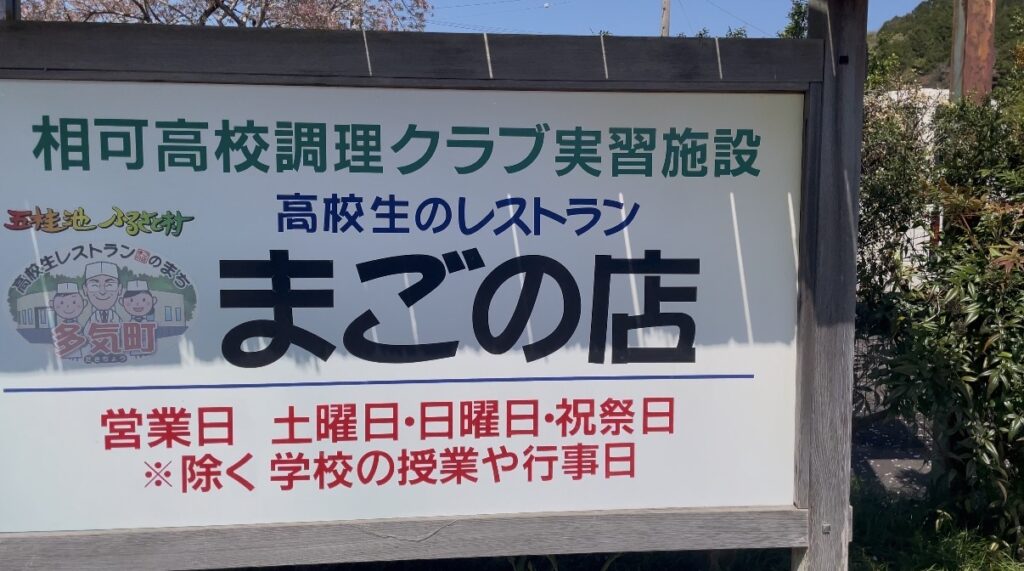 相可高校調理クラブ実習施設
高校生のレストラン
まごの店
五桂池 ふるさと村
高校生レストランのまち
多気町
営業日 土曜日・日曜日・祝祭日
※除く 学校の授業や行事日